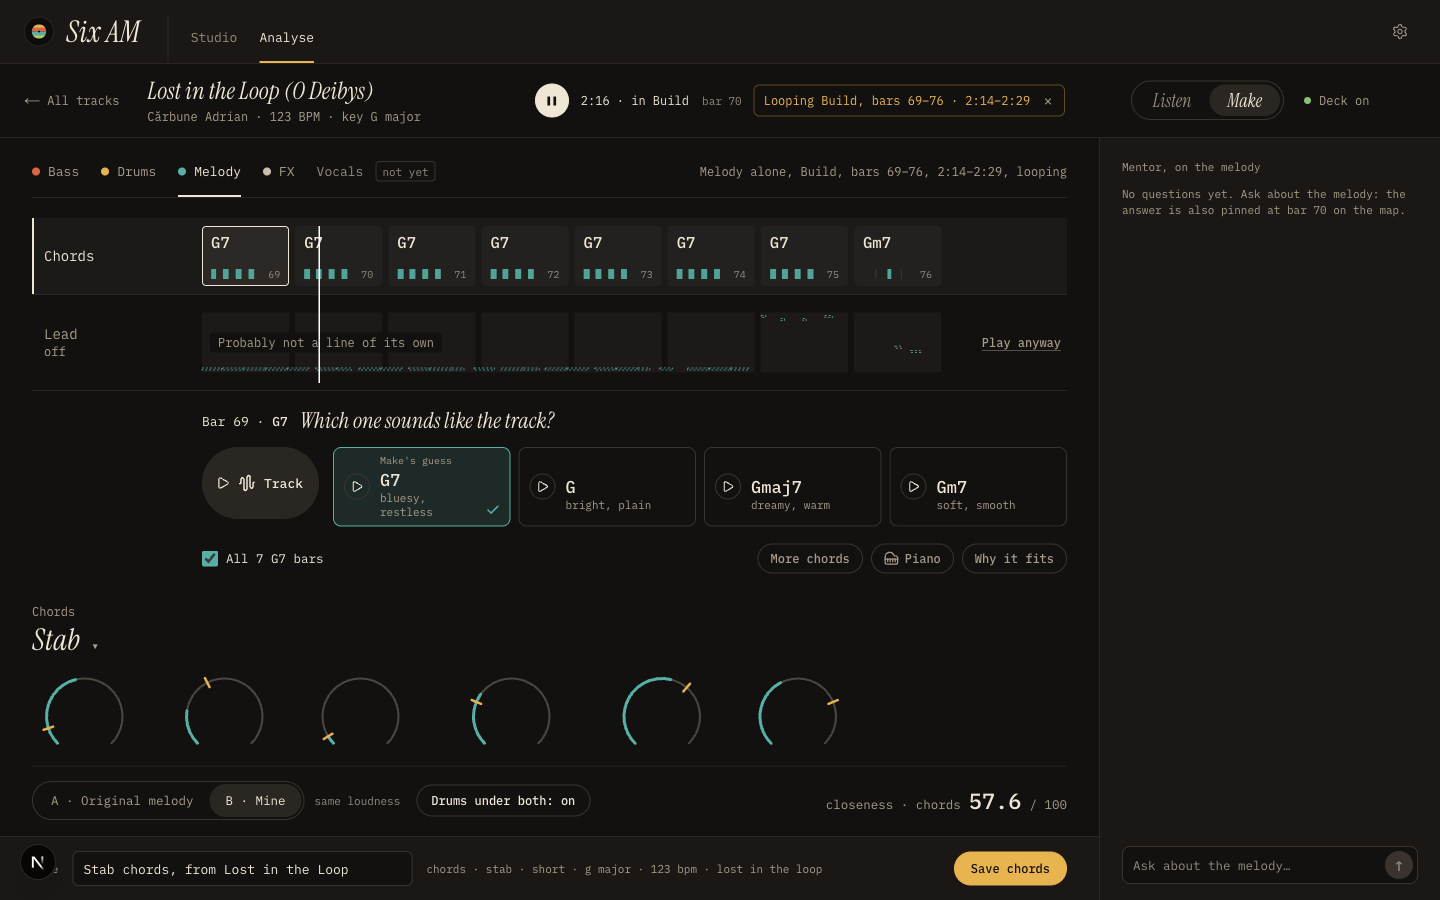 Six AM
Studio
Analyse
← All tracks
Lost in the Loop (O Deibys)
Cărbune Adrian · 123 BPM · key G major
2:16 · in Build
bar 70
Looping Build, bars 69–76 · 2:14–2:29 ×
Listen
Make
Deck on
Bass
Drums
Melody
FX
Vocals
not yet
Melody alone, Build, bars 69–76, 2:14–2:29, looping
Chords
G7
69
G7
70
G7
71
G7
72
G7
73
G7
74
G7
75
Gm7
76
Lead
off
Probably not a line of its own
Play anyway
Bar 69 · G7
Which one sounds like the track?
Track
Make's guess
G7
bluesy,
restless
G
bright, plain
Gmaj7
dreamy, warm
Gm7
soft, smooth
All 7 G7 bars
More chords
Piano
Why it fits
Chords
Stab
A · Original melody
B · Mine
same loudness
Drums under both: on
closeness · chords 57.6 / 100
N
Stab chords, from Lost in the Loop
chords · stab · short · g major · 123 bpm · lost in the loop
Save chords
Mentor, on the melody
No questions yet. Ask about the melody: the
answer is also pinned at bar 70 on the map.
Ask about the melody…